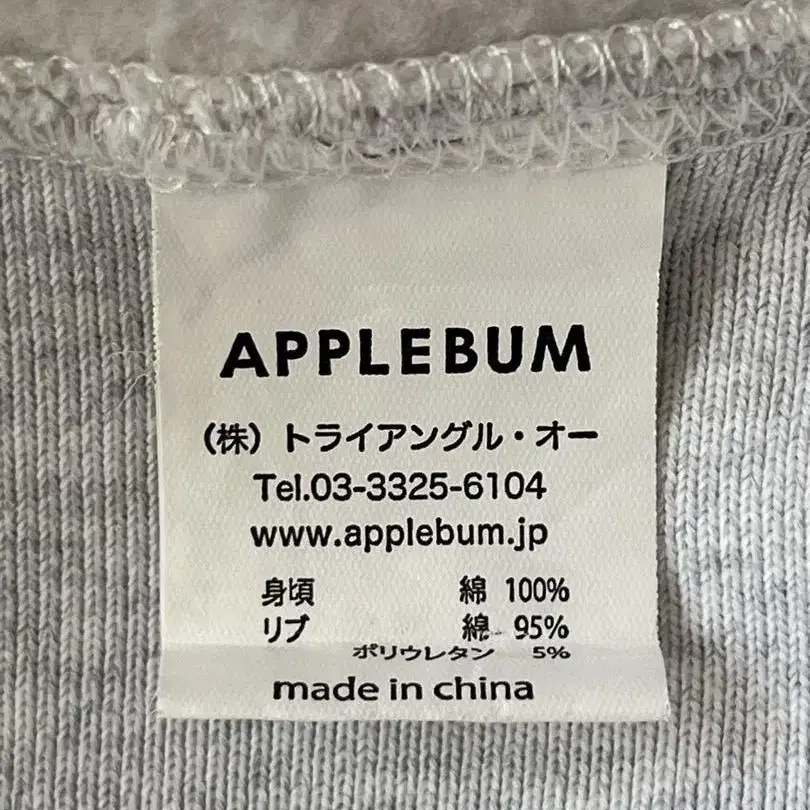 APPLEBUM
（株）トライアングル・オー
Tel.03-3325-6104
www.applebum.jp
身頃 綿 100%
リブ 綿 95%
ポリウレタン 5%
made in china